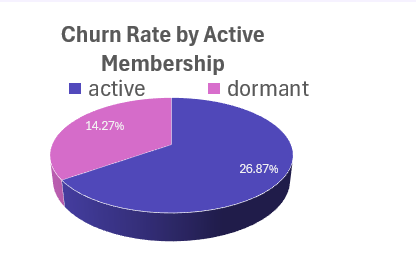 Churn Rate by Active
Membership
active dormant
14.27%
26.87%